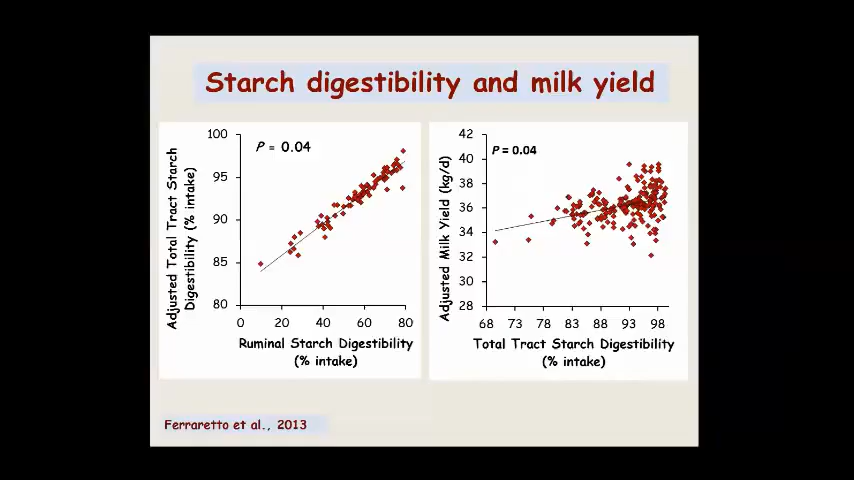 Starch digestibility and milk yield
Adjusted Total Tract Starch
Digestibility (% intake)
100
95
90
85
80
P = 0.04
0 20 40 60 80
Ruminal Starch Digestibility
(% intake)
Adjusted Milk Yield (kg/d)
42
40
38
36
34
32
30
28
P = 0.04
68 73 78 83 88 93 98
Total Tract Starch Digestibility
(% intake)
Ferraretto et al., 2013